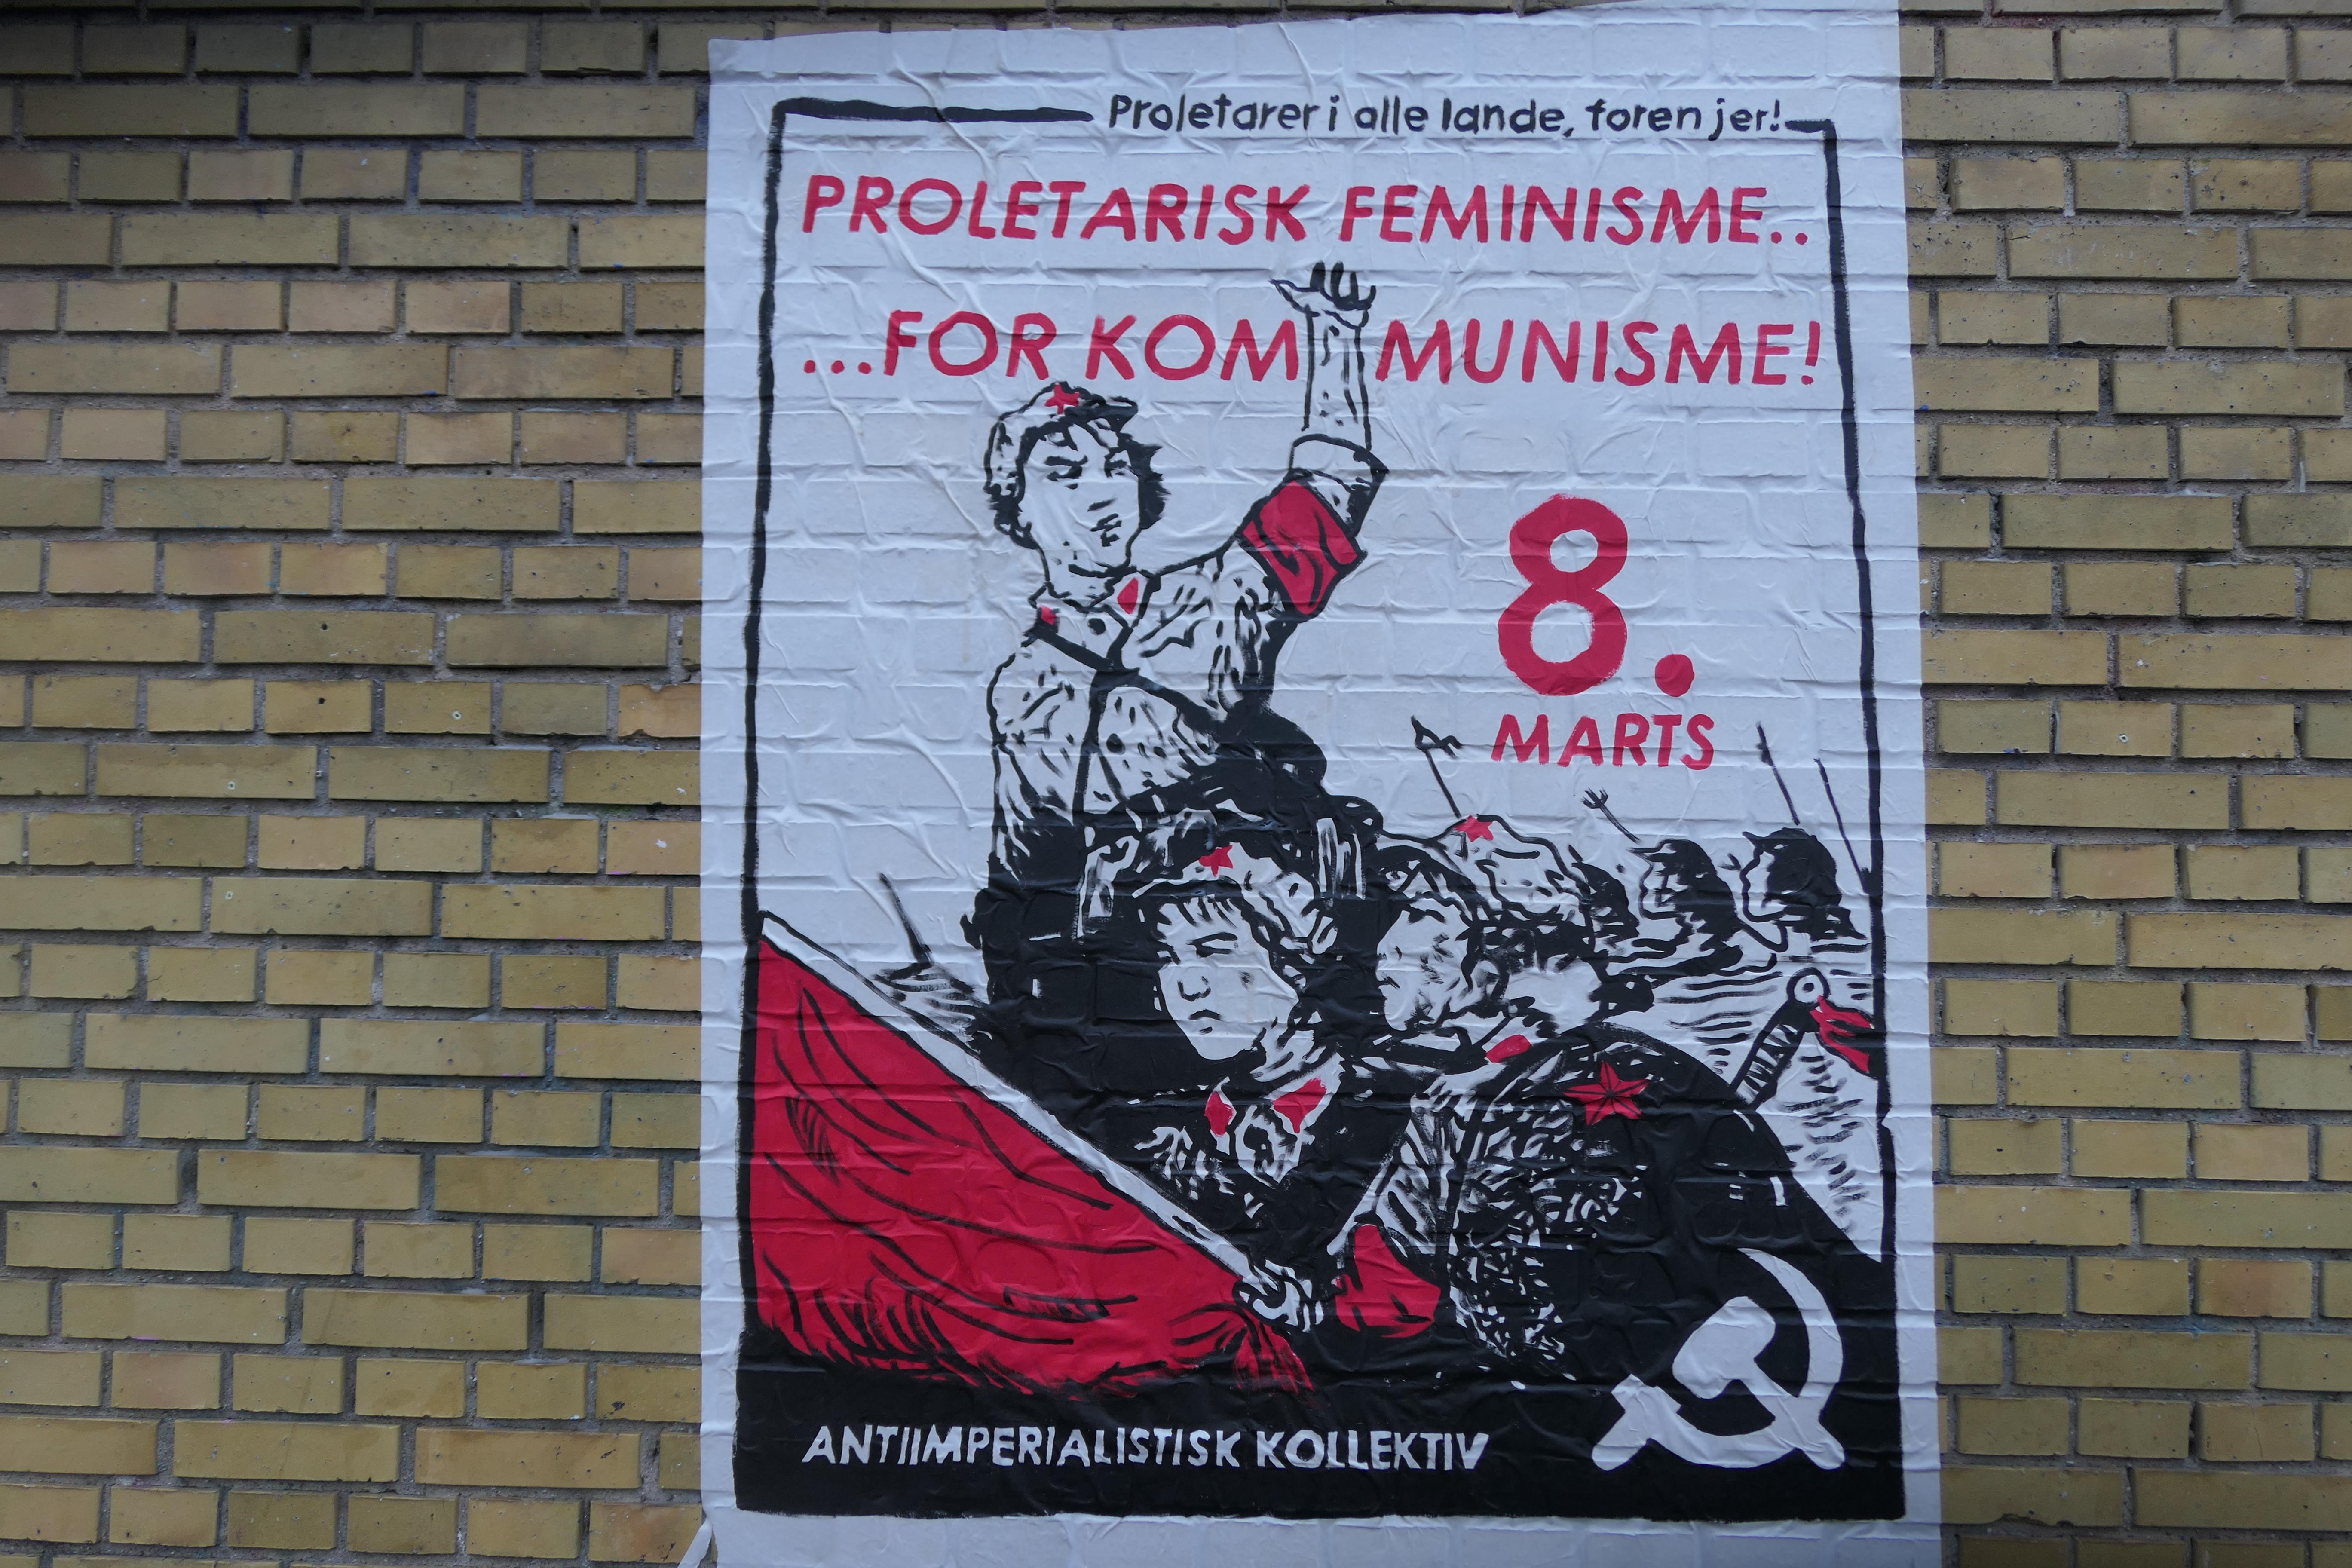 Proletarer i alle lande, foren jer!
PROLETARISK FEMINISME..
...FOR KOMMUNISME!
8.
MARTS
ANTIIMPERIALISTISK KOLLEKTIV